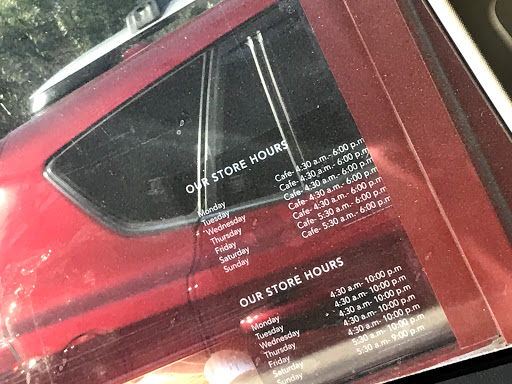 OUR STORE HOURS
Monday Cafe- 4:30 a.m.- 6:00 p.m
Tuesday Cafe- 4:30 a.m.- 6:00 p.m
Wednesday Cafe- 4:30 a.m.- 6:00 p.m
Thursday Cafe- 4:30 a.m.- 6:00 p.m
Friday Cafe- 4:30 a.m.- 6:00 p.m
Saturday Cafe- 5:30 a.m.- 6:00 p.m
Sunday Cafe- 5:30 a.m.- 6:00 p.m
OUR STORE HOURS
Monday 4:30 a.m- 10:00 p.m
Tuesday 4:30 a.m- 10:00 p.m
Wednesday 4:30 a.m- 10:00 p.m
Thursday 4:30 a.m- 10:00 p.m
Friday 4:30 a.m- 10:00 p.m
Saturday 5:30 a.m- 10:00 p.m
Sunday 5:30 a.m- 9:00 p.m